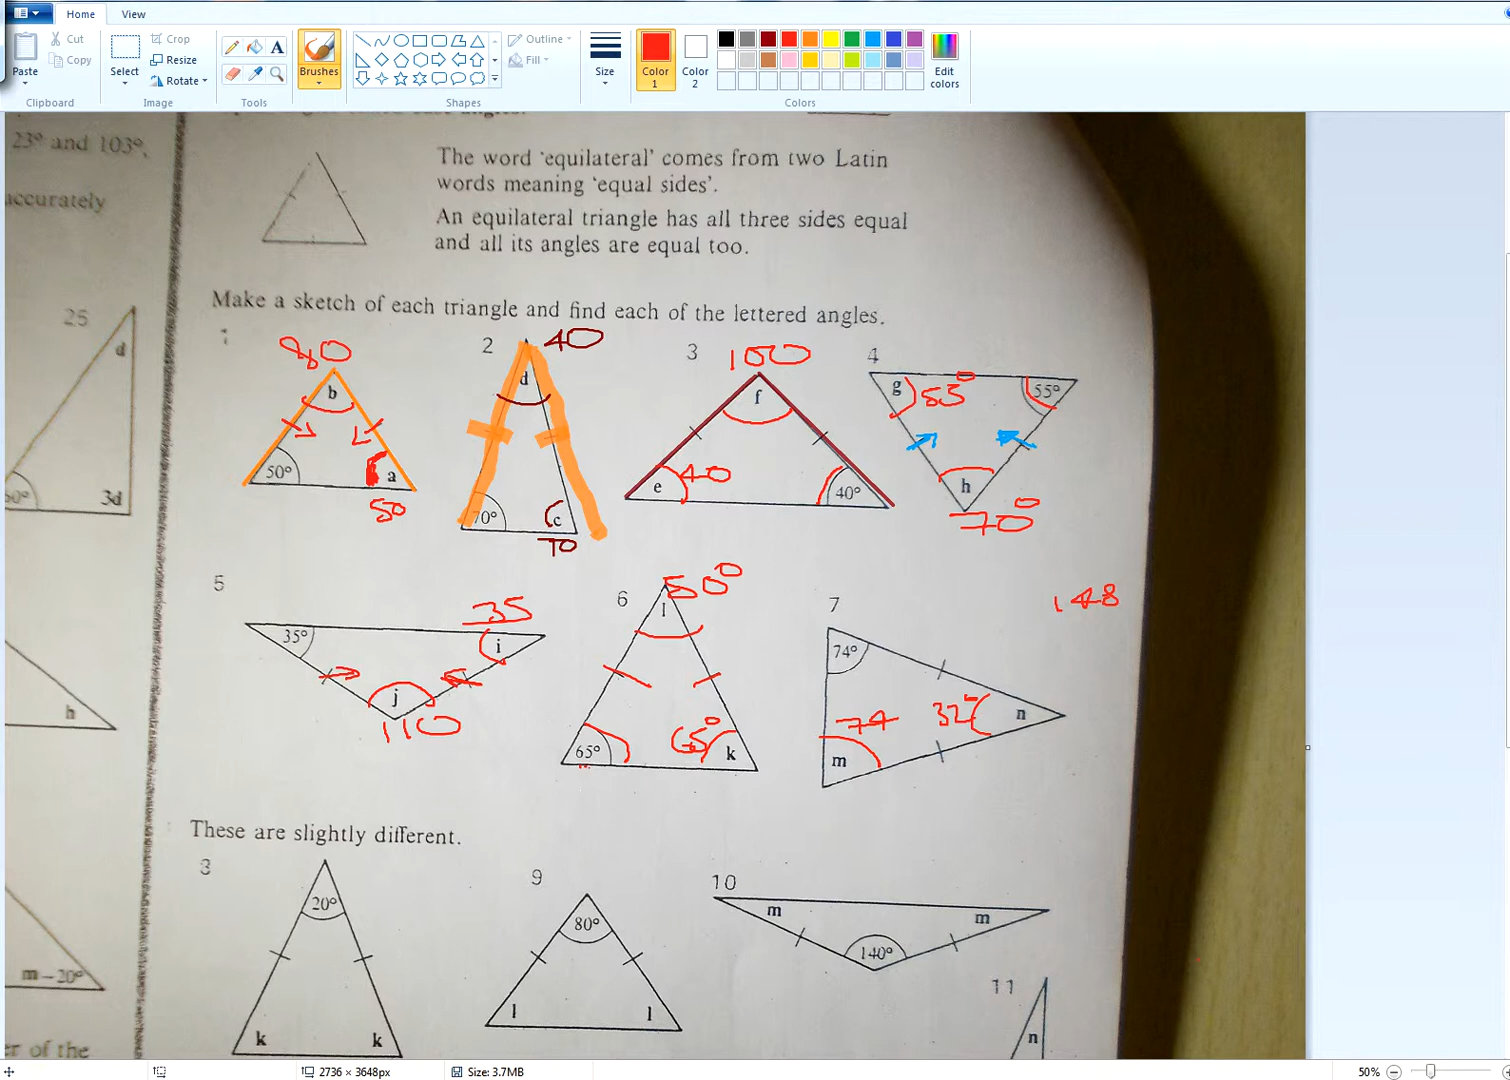 Home View
Cut
Copy
Paste
Clipboard
Crop
Resize
Rotate
Select
Image
A
Tools
Brushes
Outline
Fill
Shapes
Size
Color 1
Color 2
Edit colors
Colors
23° and 103°,
accurately
The word ‘equilateral’ comes from two Latin
words meaning ‘equal sides’.
An equilateral triangle has all three sides equal
and all its angles are equal too.
Make a sketch of each triangle and find each of the lettered angles.
25
d
3d
1
80
b
50°
a
50
2
40
d
70°
c
70
3
100
f
e
40
40°
4
g
55°
55°
h
70°
5
35°
35
i
j
110
6
50°
l
65°
65°
k
7
148
74°
74
32°
n
m
h
These are slightly different.
8
20°
k k
9
80°
l l
10
m m
140°
11
n
m – 20°
er of the
2736 × 3648px
Size: 3.7MB
50%